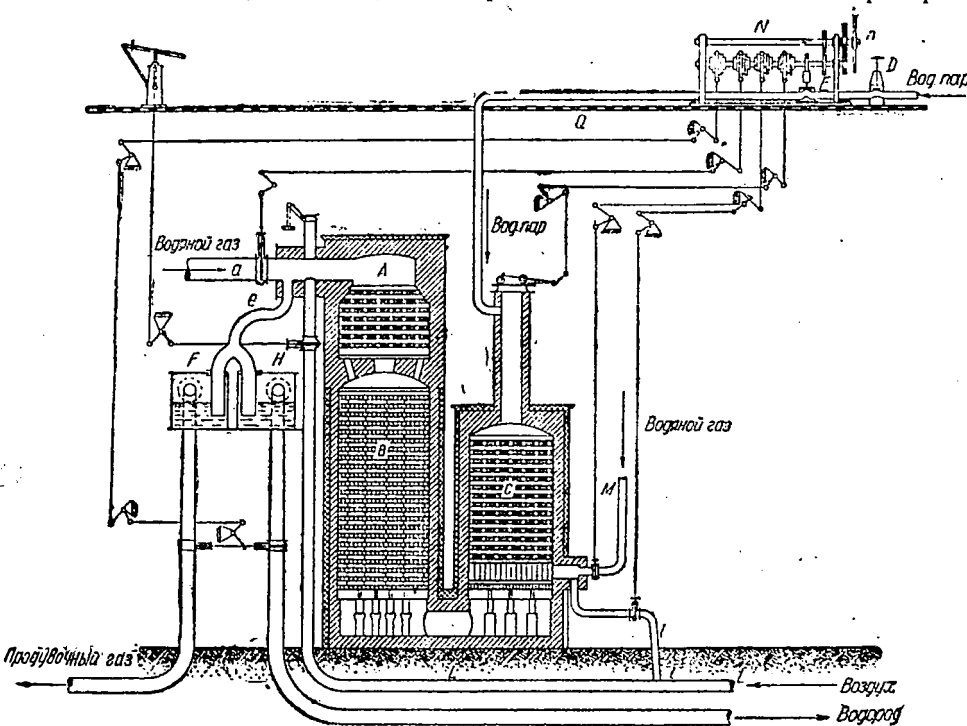 N
n
D
Вод. пар
E
Q
Вод. пар
Водяной газ
a
A
e
F
H
B
C
Водяной газ
M
l
Продувочный газ
L
l
l
Воздух
Водород